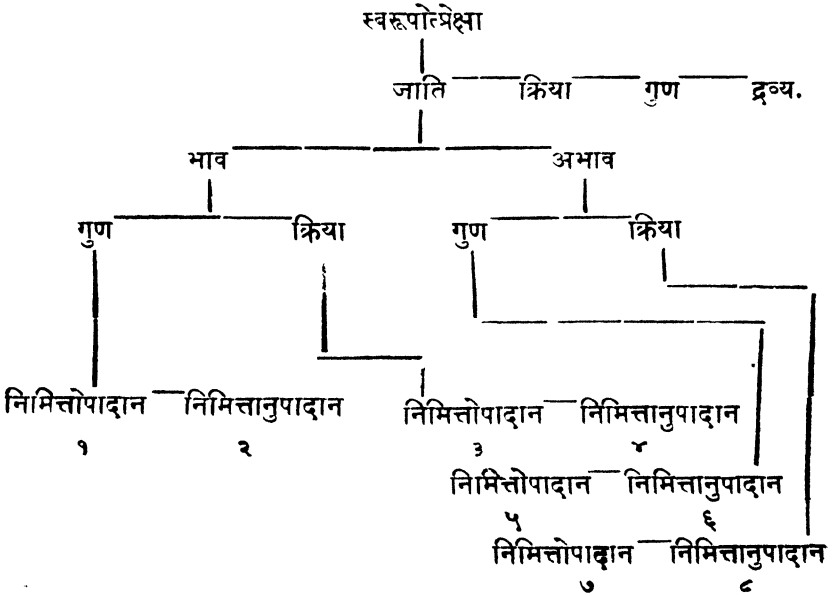 स्वरूपोत्प्रेक्षा
जाति क्रिया गुण द्रव्य.
भाव अभाव
गुण क्रिया गुण क्रिया
निमित्तोपादान निमित्तानुपादान निमित्तोपादान निमित्तानुपादान
१ २ ३ ४
निमित्तोपादान निमित्तानुपादान
५ ६
निमित्तोपादान निमित्तानुपादान
७ ८